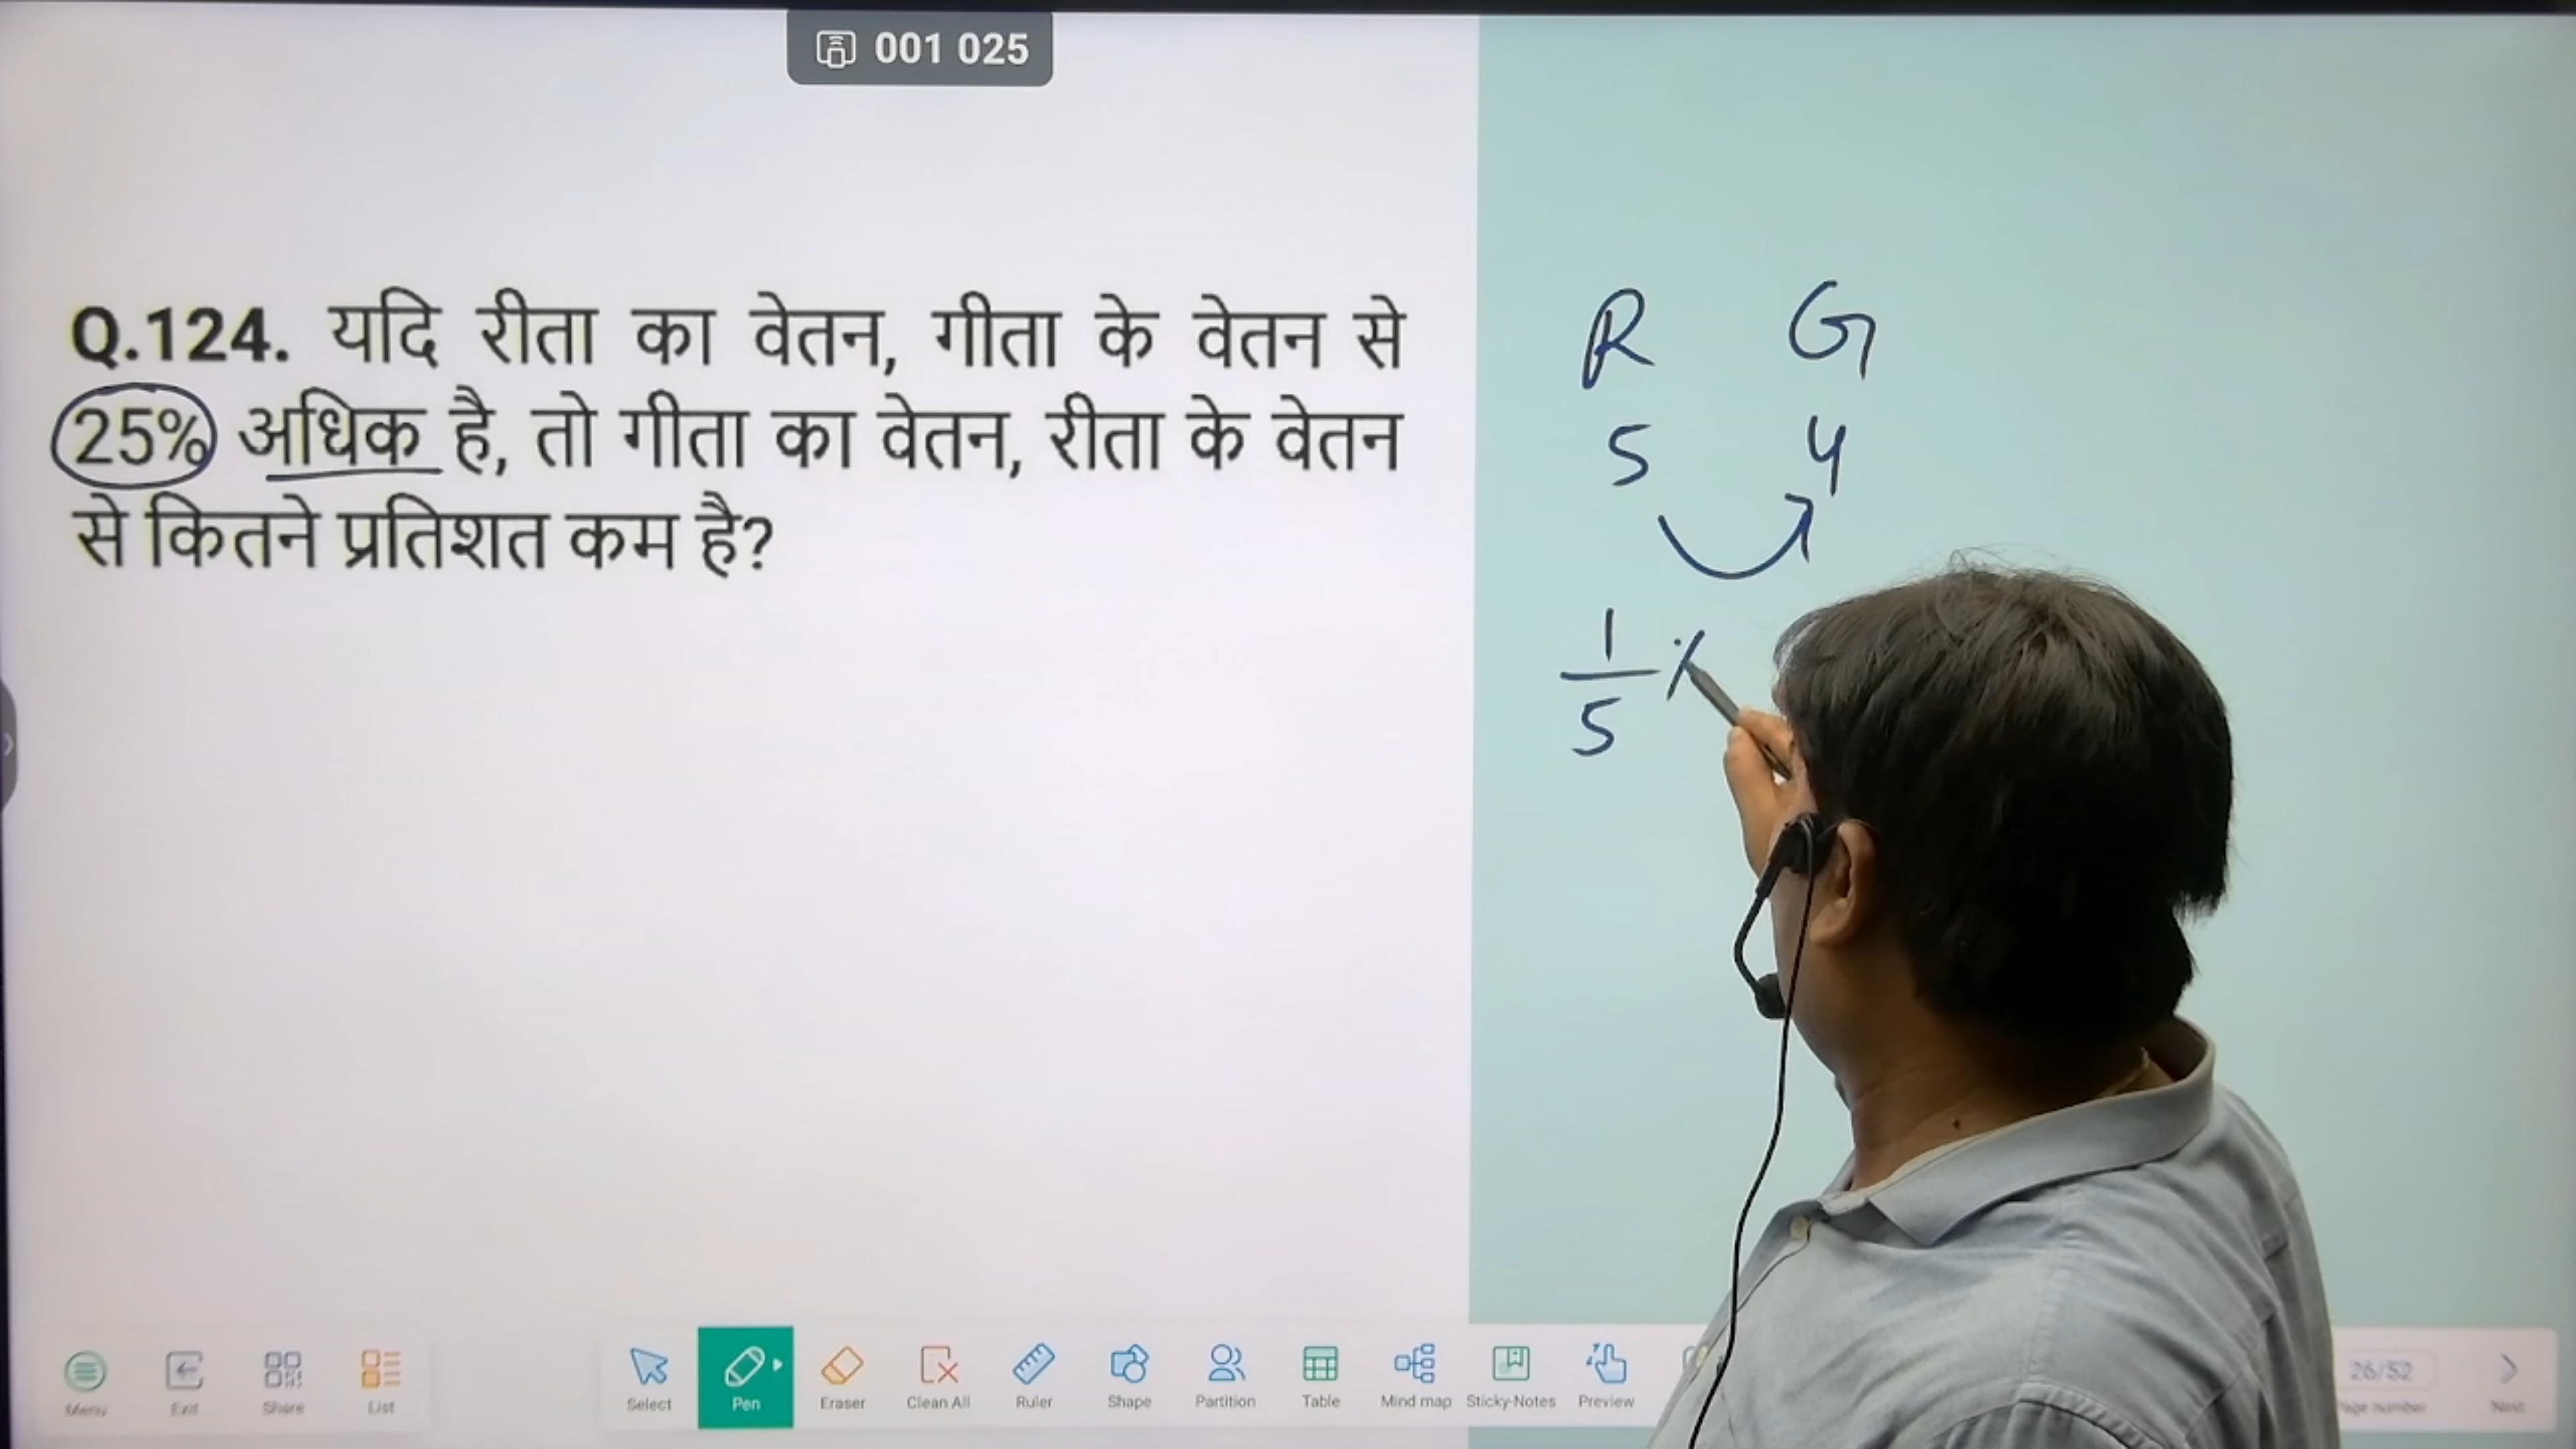 001 025
Q.124. यदि रीता का वेतन, गीता के वेतन से
25% अधिक है, तो गीता का वेतन, रीता के वेतन
से कितने प्रतिशत कम है?
R G
5 4
1
5
%
Menu Exit Share List Select Pen Eraser Clean All Ruler Shape Partition Table Mind map Sticky-Notes Preview 26/52 Page number Next